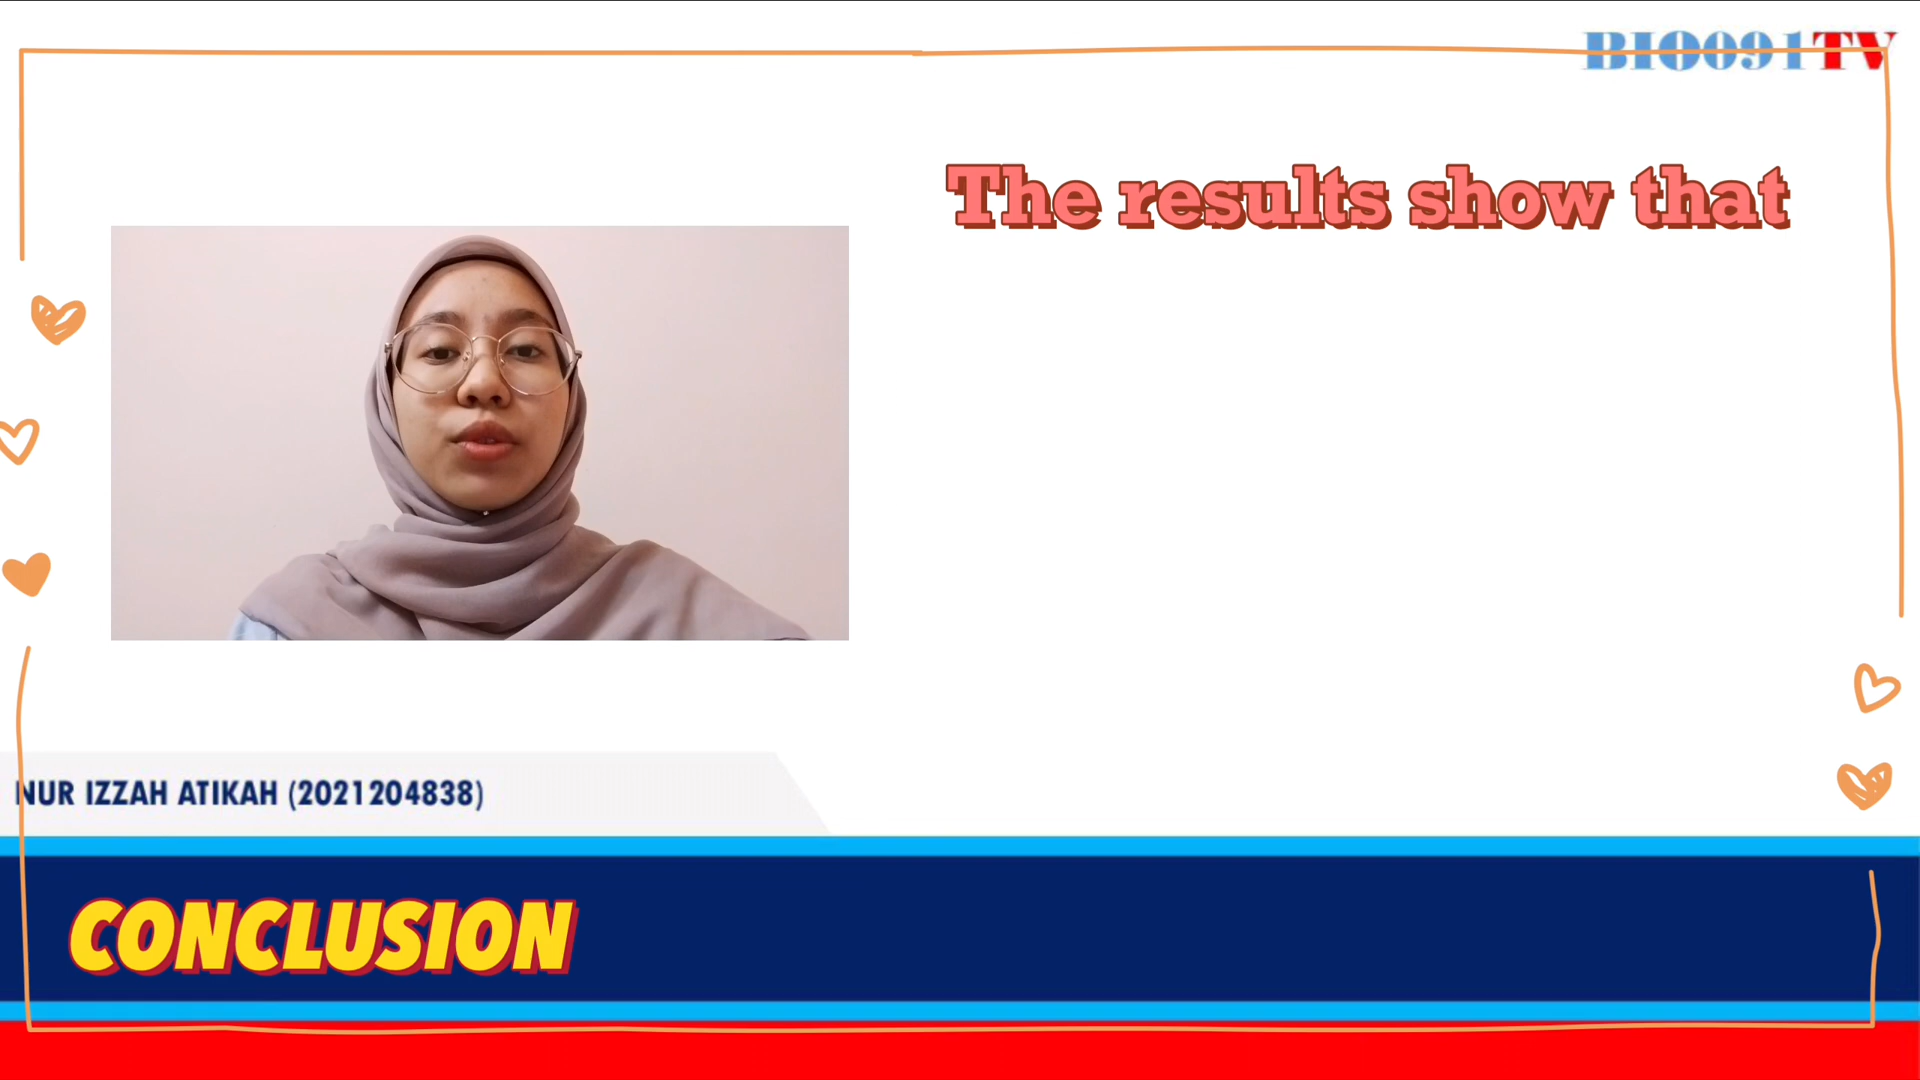 BIO091TV
The results show that
NUR IZZAH ATIKAH (2021204838)
CONCLUSION